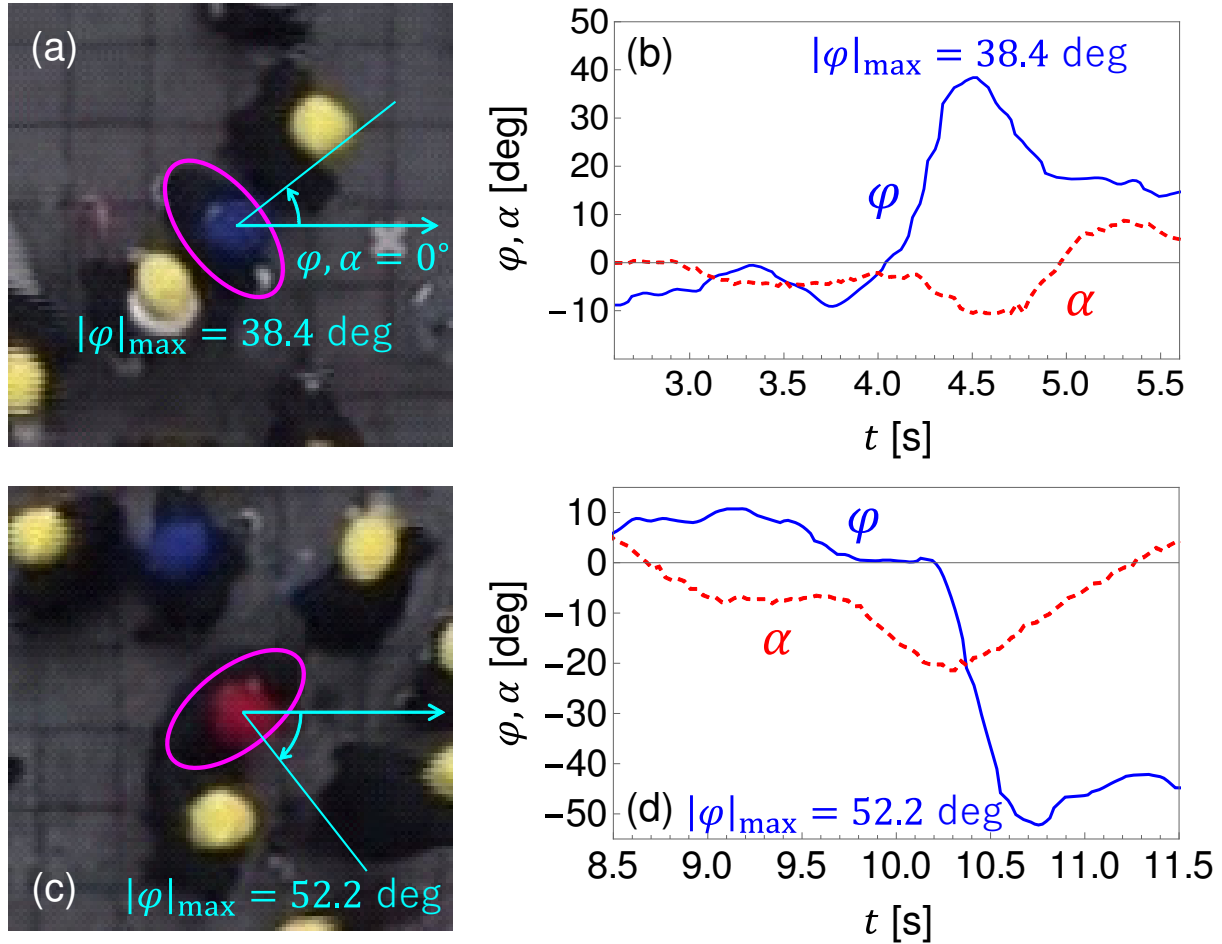 (a)
φ, α = 0°
|φ|max = 38.4 deg
(b)
|φ|max = 38.4 deg
φ, α [deg]
50
40
30
20
10
0
−10
φ
α
3.0 3.5 4.0 4.5 5.0 5.5
t [s]
(c)
|φ|max = 52.2 deg
φ, α [deg]
10
0
−10
−20
−30
−40
−50
φ
α
(d)
|φ|max = 52.2 deg
8.5 9.0 9.5 10.0 10.5 11.0 11.5
t [s]